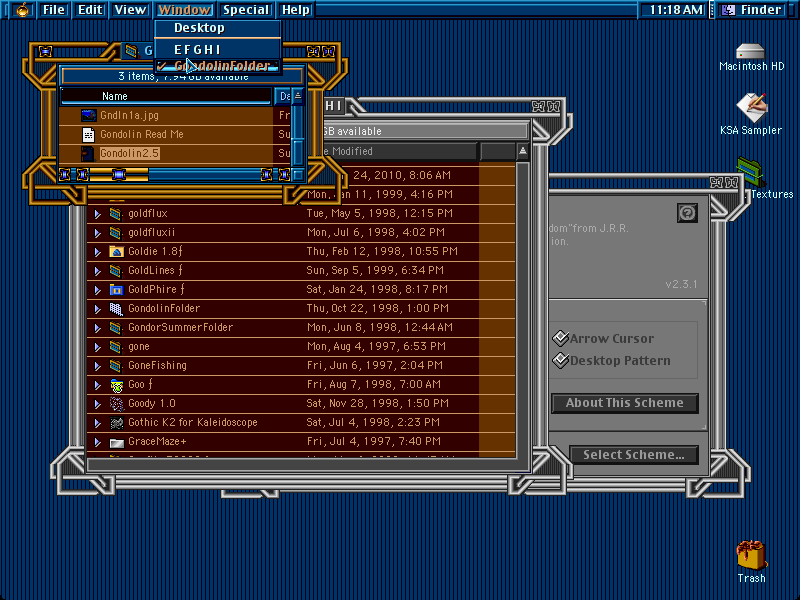 File Edit View Window Special Help 11:18 AM Finder
Desktop
E F G H I
GondolinFolder
G
3 items, 7.94 GB available
Name Da
Gndln1a.jpg Fr
Gondolin Read Me Su
Gondolin2.5 Su
H I
GB available
e Modified
24, 2010, 8:06 AM
Mon, Jan 11, 1999, 4:16 PM
goldflux Tue, May 5, 1998, 12:15 PM
goldfluxii Mon, Jul 6, 1998, 4:02 PM
Goldie 1.8ƒ Thu, Feb 12, 1998, 10:55 PM
GoldLines ƒ Sun, Sep 5, 1999, 6:34 PM
GoldPhire ƒ Sat, Jan 24, 1998, 8:17 PM
GondolinFolder Thu, Oct 22, 1998, 1:00 PM
GondorSummerFolder Mon, Jun 8, 1998, 12:44 AM
gone Mon, Aug 4, 1997, 6:53 PM
GoneFishing Fri, Jun 6, 1997, 2:04 PM
Goo ƒ Fri, Aug 7, 1998, 7:00 AM
Goody 1.0 Sat, Nov 28, 1998, 1:50 PM
Gothic K2 for Kaleidoscope Sat, Jul 4, 1998, 2:23 PM
GraceMaze+ Fri, Jul 4, 1997, 7:40 PM
dom"from J.R.R.
ion.
v2.3.1
Arrow Cursor
Desktop Pattern
About This Scheme
Select Scheme...
Macintosh HD
KSA Sampler
Textures
Trash